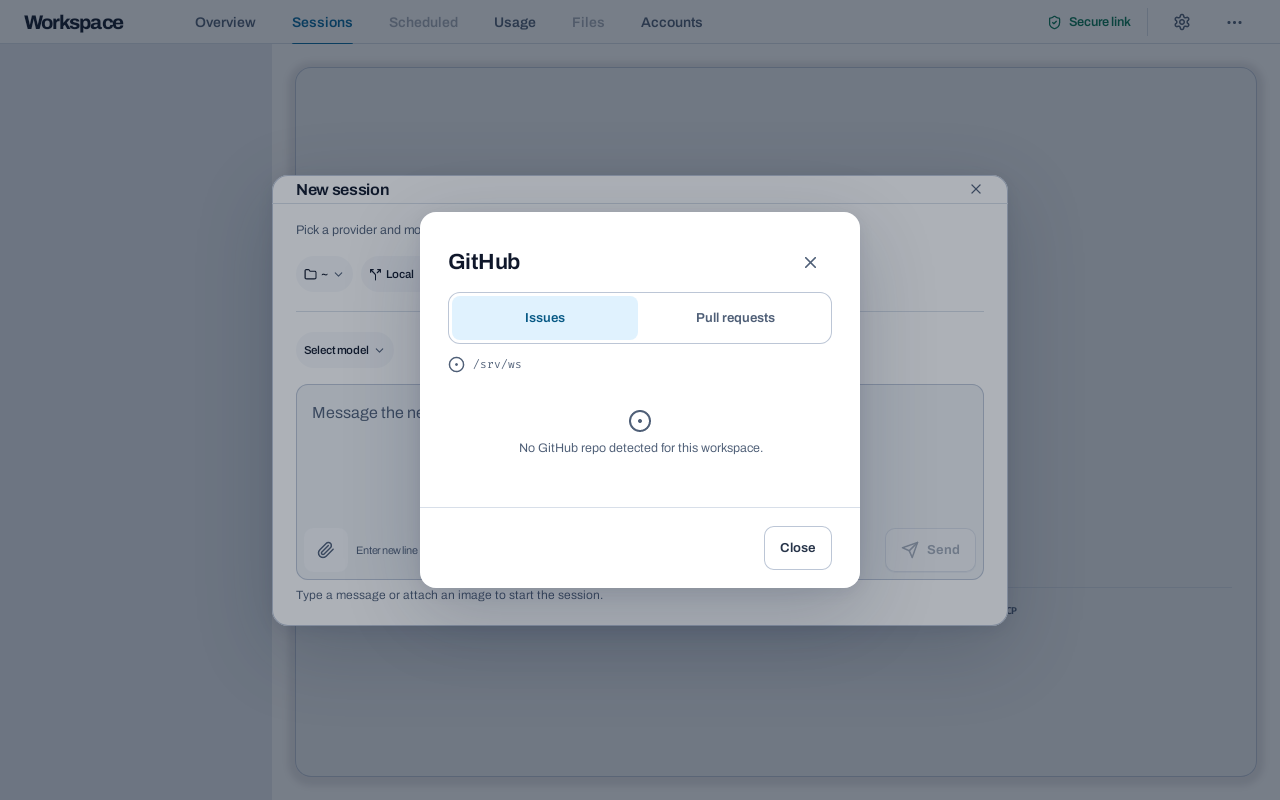 Workspace
Overview
Sessions
Scheduled
Usage
Files
Accounts
Secure link
New session
Pick a provider and mo
~
Local
Select model
Message the ne
Enter new line
Send
Type a message or attach an image to start the session.
GitHub
Issues
Pull requests
/srv/ws
No GitHub repo detected for this workspace.
Close